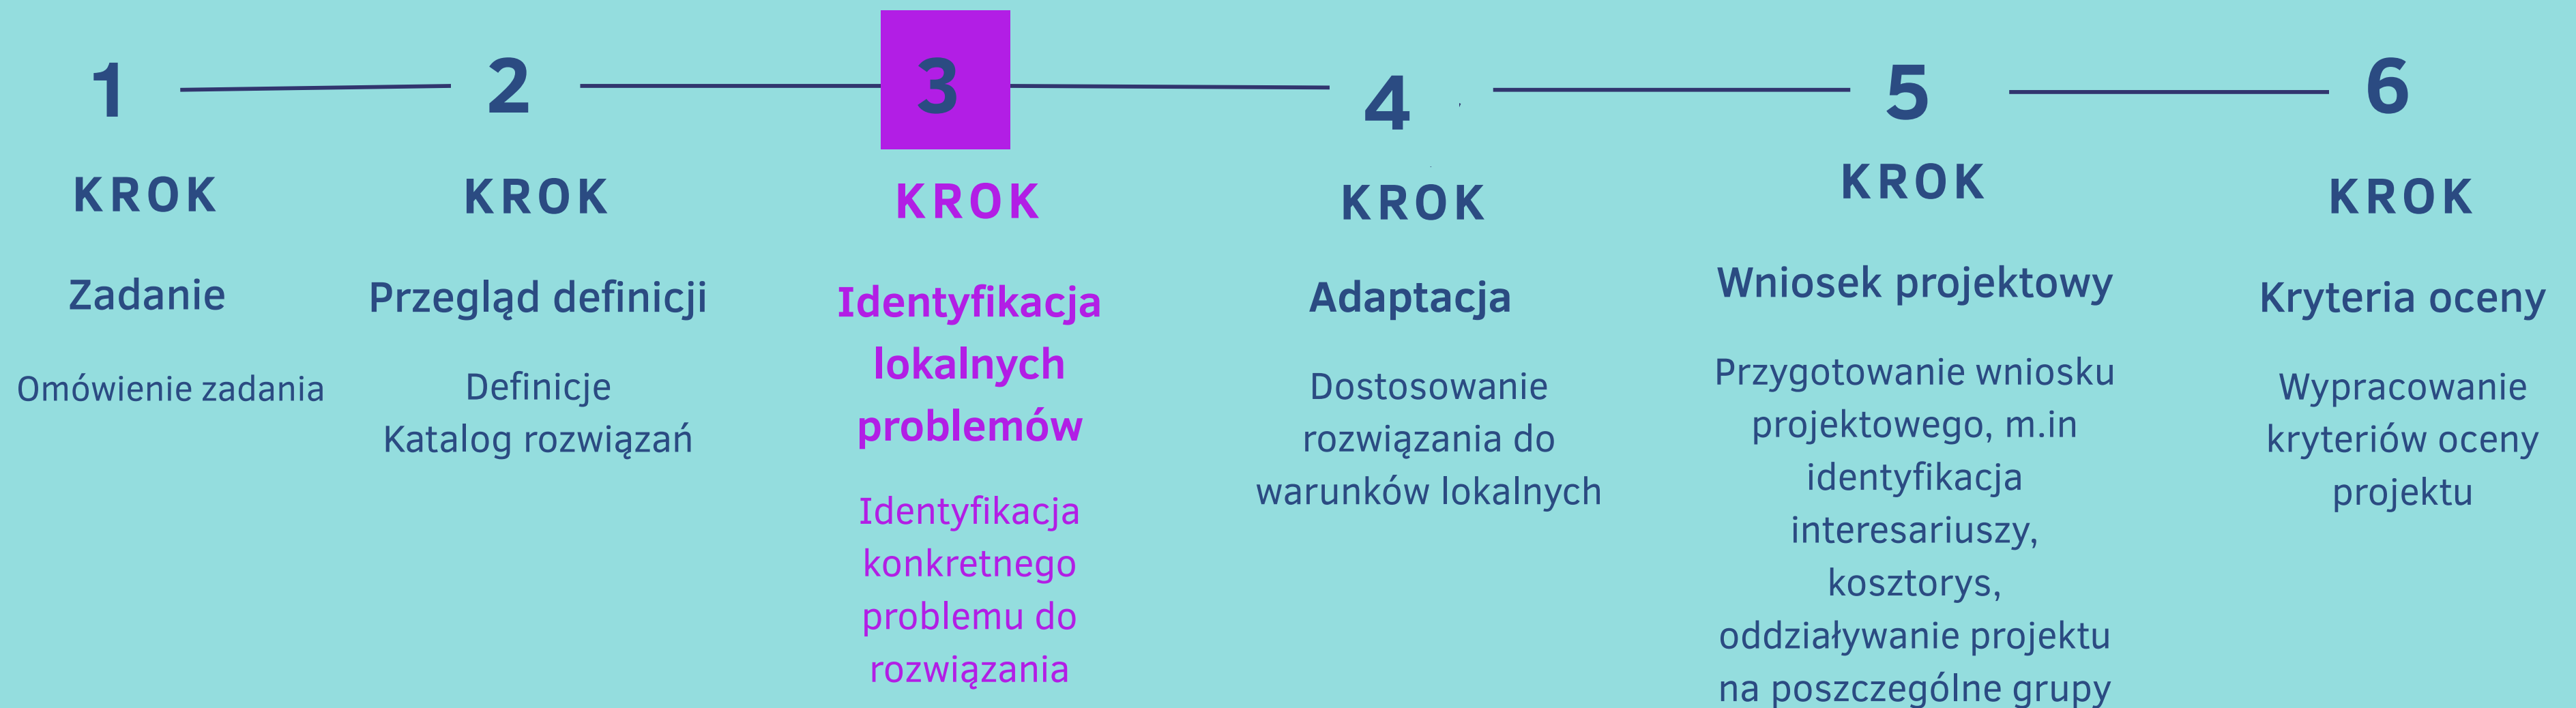 1
KROK
Zadanie
Omówienie zadania
2
KROK
Przegląd definicji
Definicje
Katalog rozwiązań
3
KROK
Identyfikacja
lokalnych
problemów
Identyfikacja
konkretnego
problemu do
rozwiązania
4
KROK
Adaptacja
Dostosowanie
rozwiązania do
warunków lokalnych
5
KROK
Wniosek projektowy
Przygotowanie wniosku
projektowego, m.in
identyfikacja
interesariuszy,
kosztorys,
oddziaływanie projektu
na poszczególne grupy
6
KROK
Kryteria oceny
Wypracowanie
kryteriów oceny
projektu